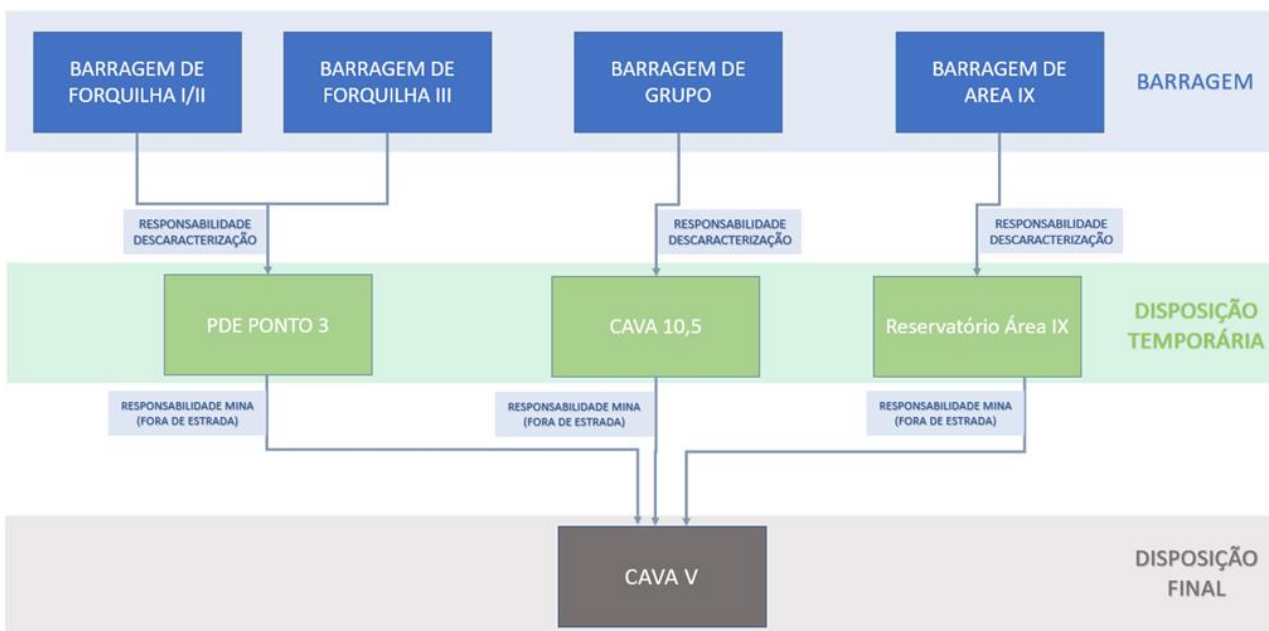 BARRAGEM DE
FORQUILHA I/II
BARRAGEM DE
FORQUILHA III
BARRAGEM DE
GRUPO
BARRAGEM DE
AREA IX
BARRAGEM
RESPONSABILIDADE
DESCARACTERIZAÇÃO
RESPONSABILIDADE
DESCARACTERIZAÇÃO
RESPONSABILIDADE
DESCARACTERIZAÇÃO
PDE PONTO 3
CAVA 10,5
Reservatório Área IX
DISPOSIÇÃO
TEMPORÁRIA
RESPONSABILIDADE MINA
(FORA DE ESTRADA)
RESPONSABILIDADE MINA
(FORA DE ESTRADA)
RESPONSABILIDADE MINA
(FORA DE ESTRADA)
CAVA V
DISPOSIÇÃO
FINAL